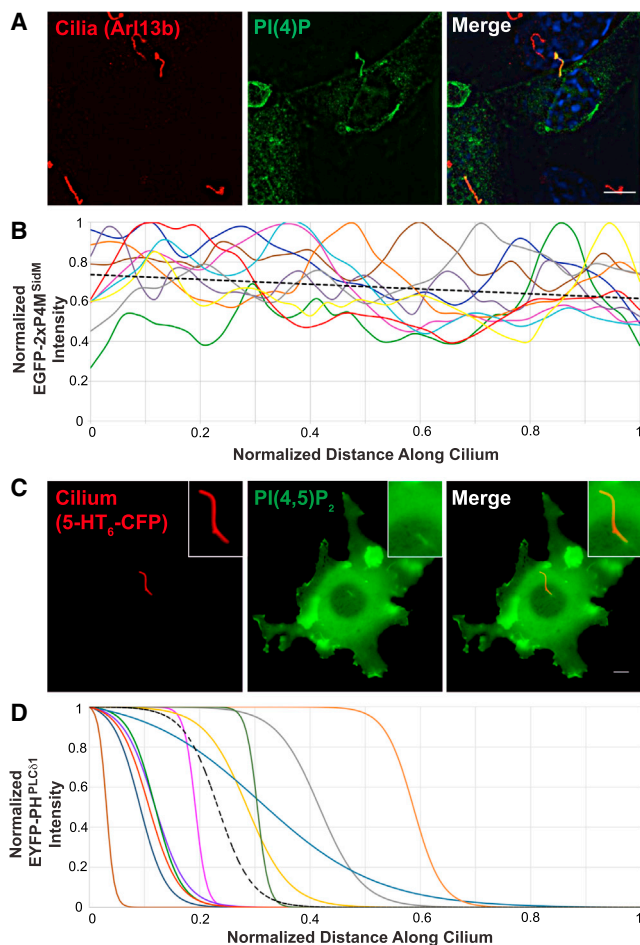 A
Cilia (Arl13b)
PI(4)P
Merge
B
Normalized
EGFP-2xP4M^SidM
Intensity
1
0.8
0.6
0.4
0.2
0
0
0.2
0.4
0.6
0.8
1
Normalized Distance Along Cilium
C
Cilium
(5-HT₆-CFP)
PI(4,5)P₂
Merge
D
Normalized
EYFP-PH^PLCδ1
Intensity
1
0.8
0.6
0.4
0.2
0
0
0.2
0.4
0.6
0.8
1
Normalized Distance Along Cilium